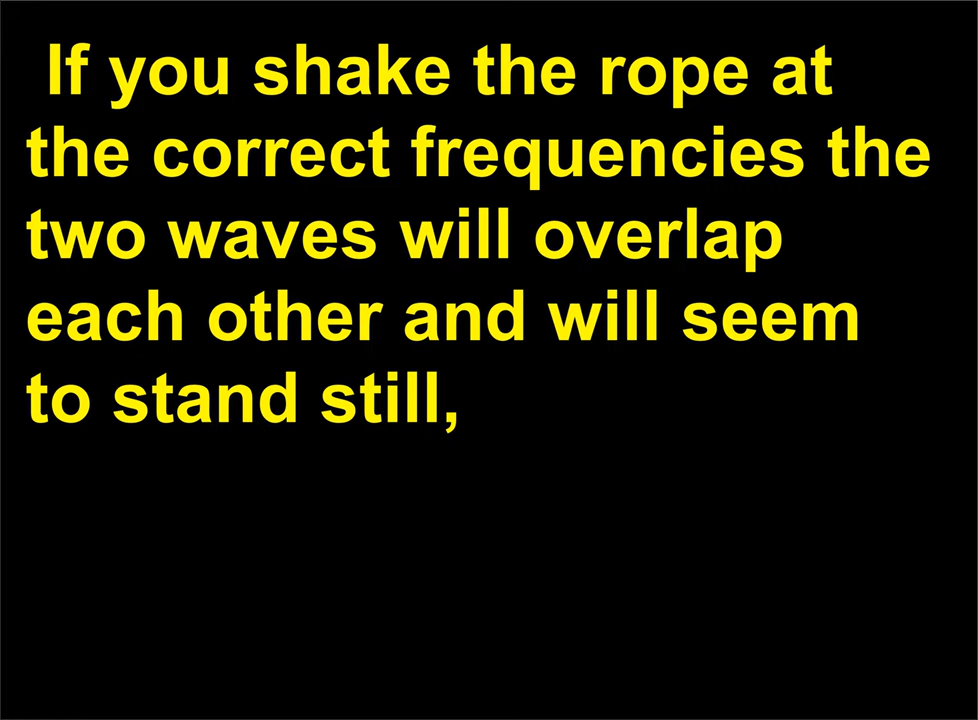 If you shake the rope at
the correct frequencies the
two waves will overlap
each other and will seem
to stand still,